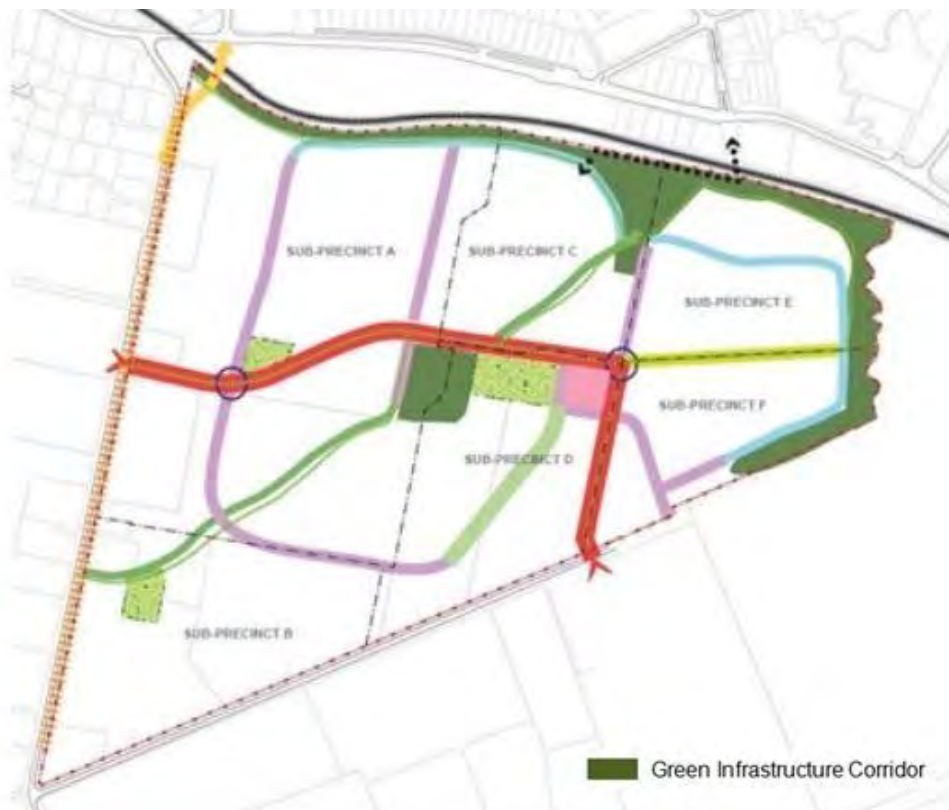 SUB-PRECINCT A
SUB-PRECINCT C
SUB-PRECINCT E
SUB-PRECINCT F
SUB-PRECINCT D
SUB-PRECINCT B
Green Infrastructure Corridor